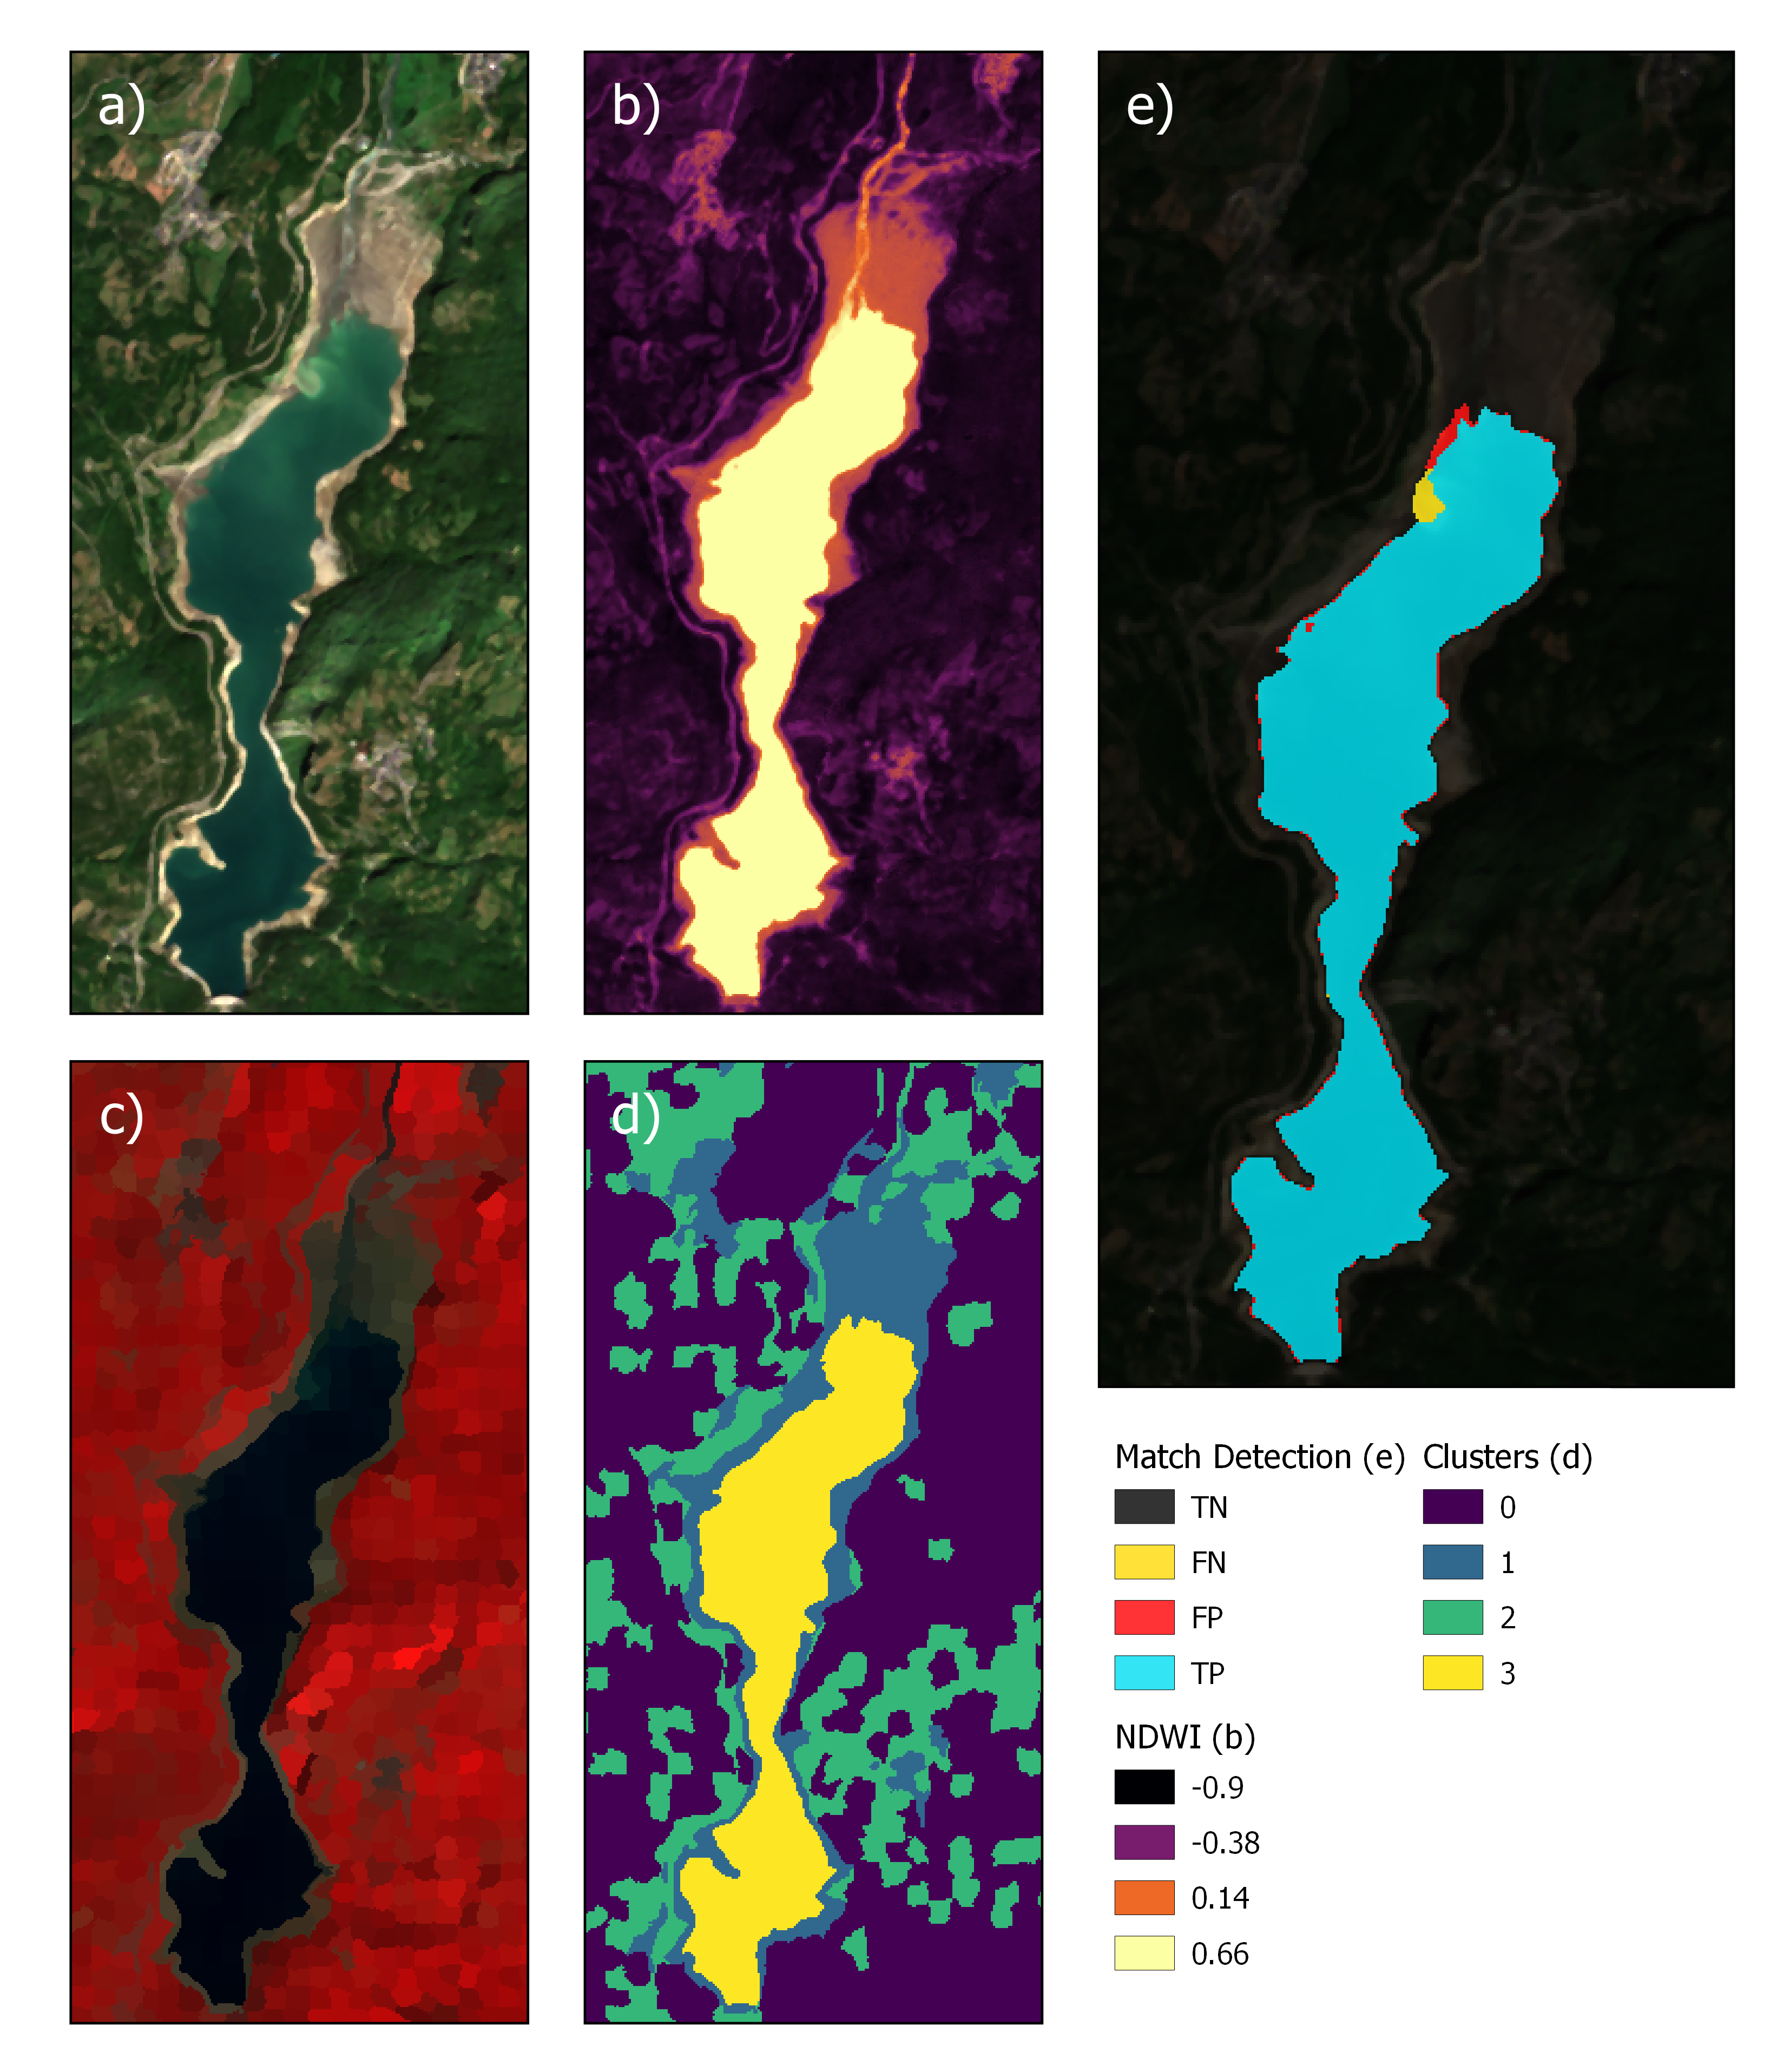 a)
b)
e)
c)
d)
Match Detection (e)
TN
FN
FP
TP
NDWI (b)
-0.9
-0.38
0.14
0.66
Clusters (d)
0
1
2
3